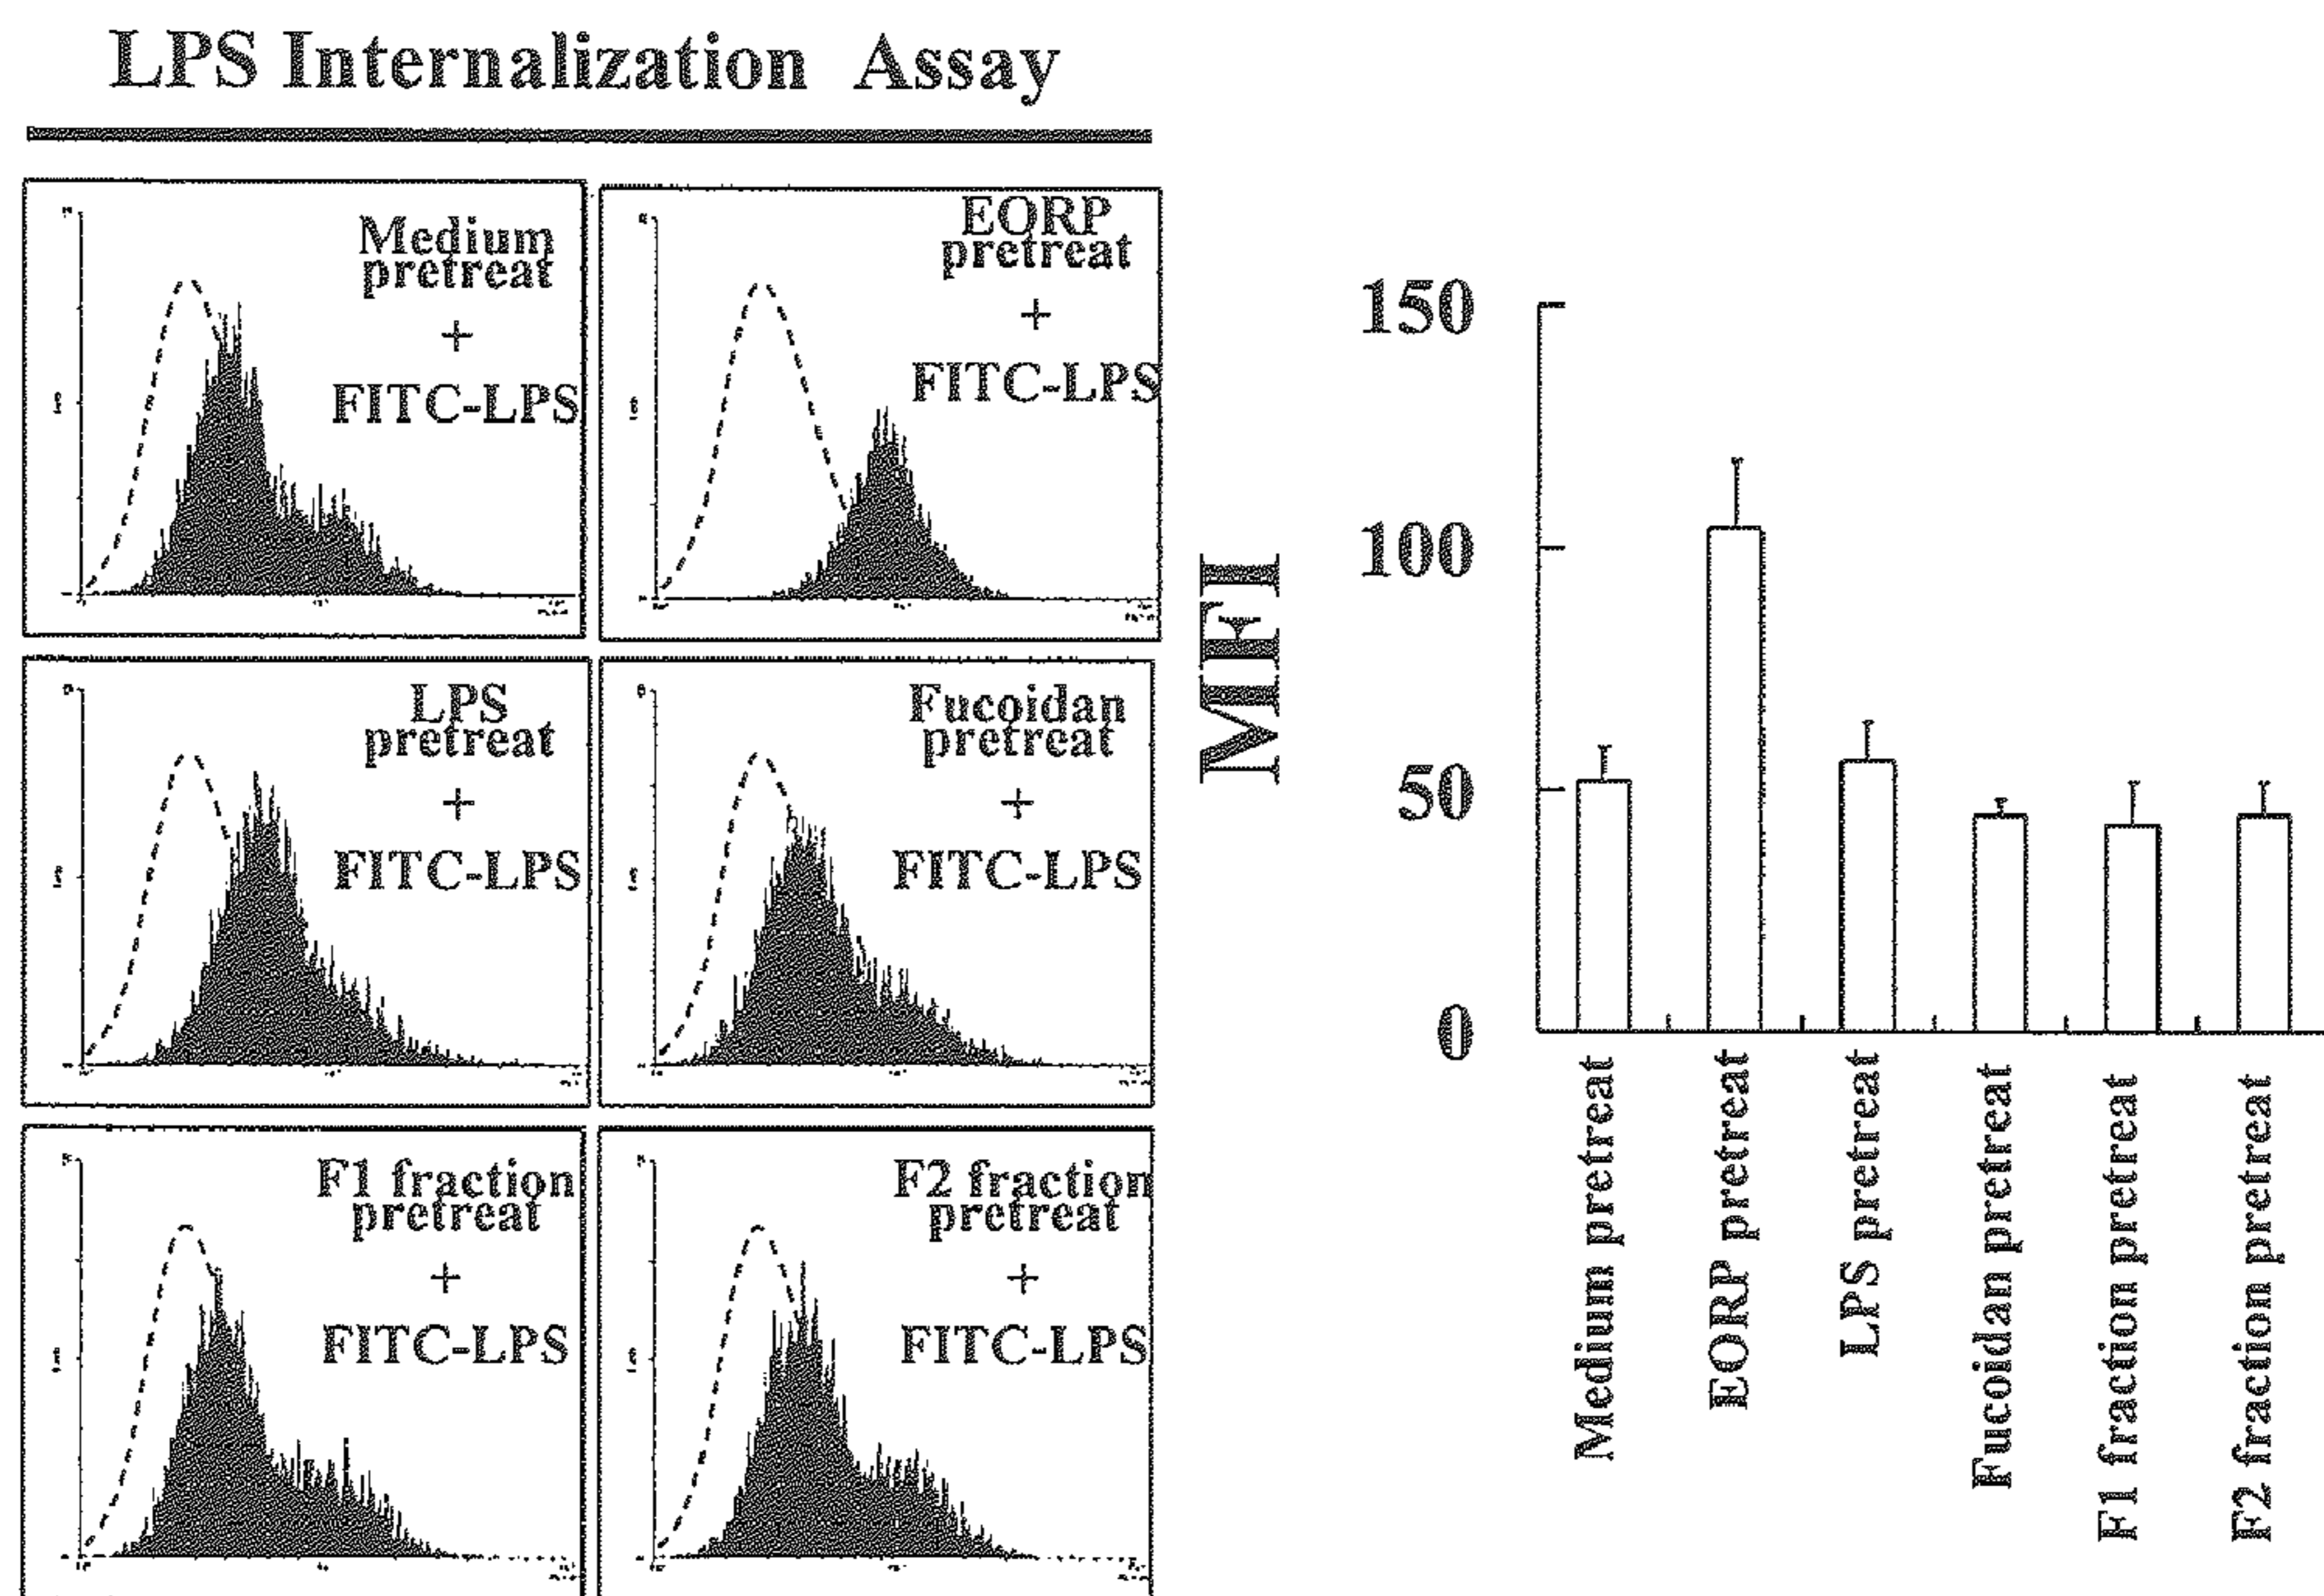 LPS Internalization Assay
Medium
pretreat
+
FITC-LPS
EORP
pretreat
+
FITC-LPS
LPS
pretreat
+
FITC-LPS
Fucoidan
pretreat
+
FITC-LPS
F1 fraction
pretreat
+
FITC-LPS
F2 fraction
pretreat
+
FITC-LPS
MFI
150
100
50
0
Medium pretreat
EORP pretreat
LPS pretreat
Fucoidan pretreat
F1 fraction pretreat
F2 fraction pretreat